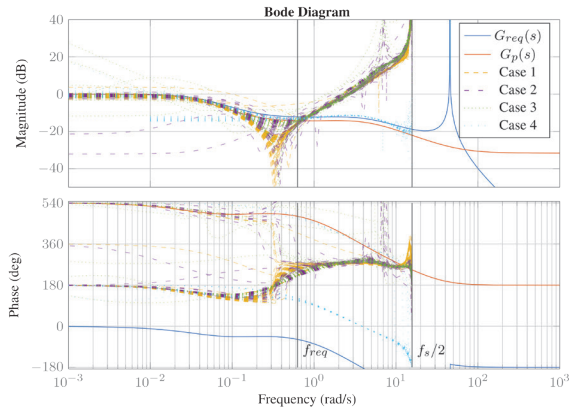 Bode Diagram
Magnitude (dB)
40
20
0
−20
−40
G_req(s)
G_p(s)
Case 1
Case 2
Case 3
Case 4
Phase (deg)
540
360
180
0
−180
f_req
f_s/2
10^−3
10^−2
10^−1
10^0
10^1
10^2
10^3
Frequency (rad/s)